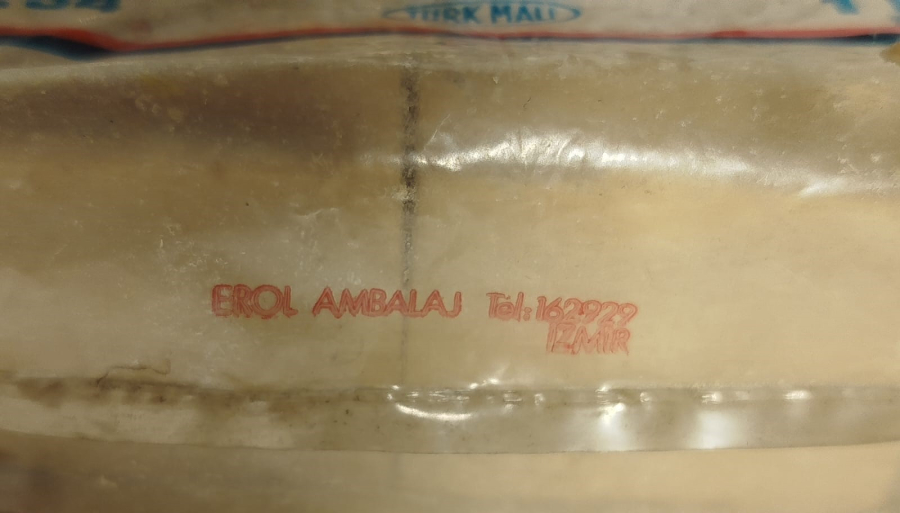 TÜRK MALI
EROL AMBALAJ Tel: 162929
İZMİR